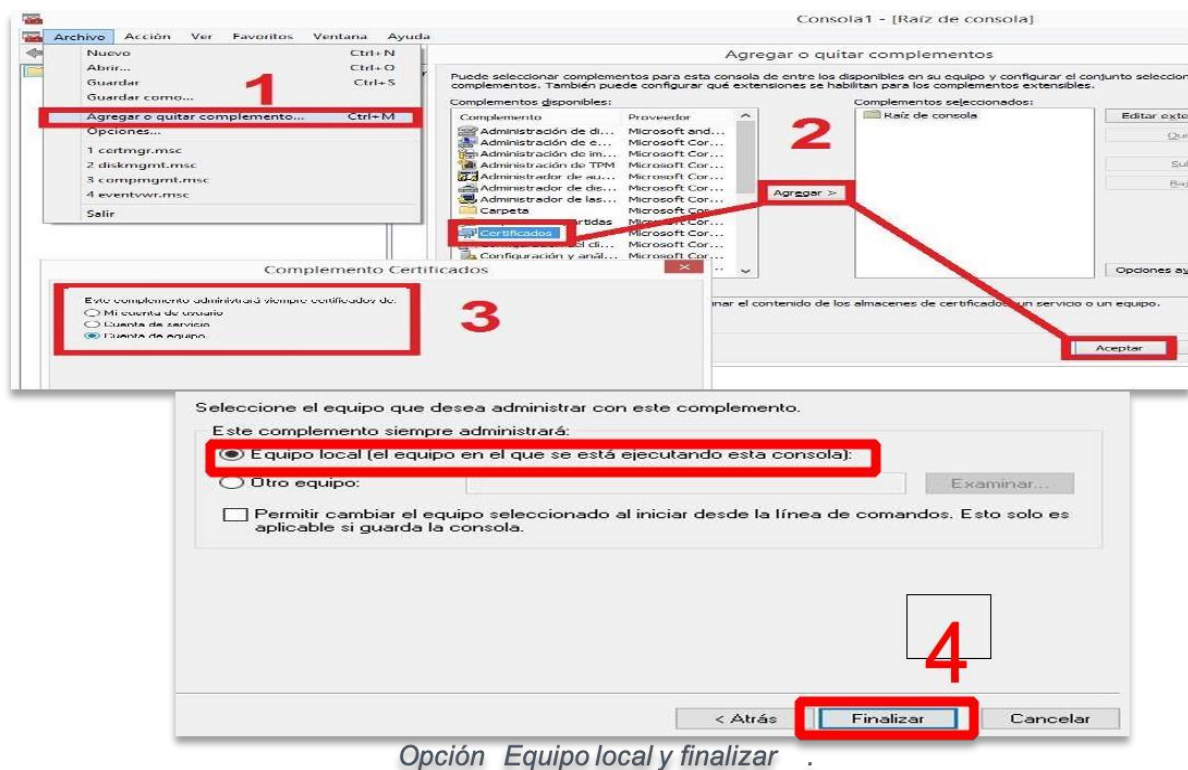 Consola1 - [Raíz de consola]
Archivo Acción Ver Favoritos Ventana Ayuda
Nuevo Ctrl+N
Abrir... Ctrl+O
Guardar Ctrl+S
Guardar como...
Agregar o quitar complemento... Ctrl+M
Opciones...
1 certmgr.msc
2 diskmgmt.msc
3 compmgmt.msc
4 eventvwr.msc
Salir
1
Agregar o quitar complementos
Puede seleccionar complementos para esta consola de entre los disponibles en su equipo y configurar el conjunto seleccion
complementos. También puede configurar qué extensiones se habilitan para los complementos extensibles.
Complementos disponibles:
Complemento Proveedor
Administración de di... Microsoft and...
Administración de e... Microsoft Cor...
Administración de im... Microsoft Cor...
Administración de TPM Microsoft Cor...
Administrador de au... Microsoft Cor...
Administrador de dis... Microsoft Cor...
Administrador de las... Microsoft Cor...
Carpeta Microsoft Cor...
rtidas Microsoft Cor...
Certificados Microsoft Cor...
Microsoft Cor...
Configuración y anál... Microsoft Cor...
2
Agregar >
Complementos seleccionados:
Raíz de consola
Editar exte
Qui
Sul
Baj
Opciones av
nar el contenido de los almacenes de certificados, un servicio o un equipo.
Aceptar
Complemento Certificados
Este complemento administrará siempre certificados de:
Mi cuenta de usuario
Cuenta de servicio
Cuenta de equipo
3
Seleccione el equipo que desea administrar con este complemento.
Este complemento siempre administrará:
Equipo local (el equipo en el que se está ejecutando esta consola):
Otro equipo: Examinar...
Permitir cambiar el equipo seleccionado al iniciar desde la línea de comandos. Esto solo es
aplicable si guarda la consola.
4
< Atrás Finalizar Cancelar
Opción Equipo local y finalizar .